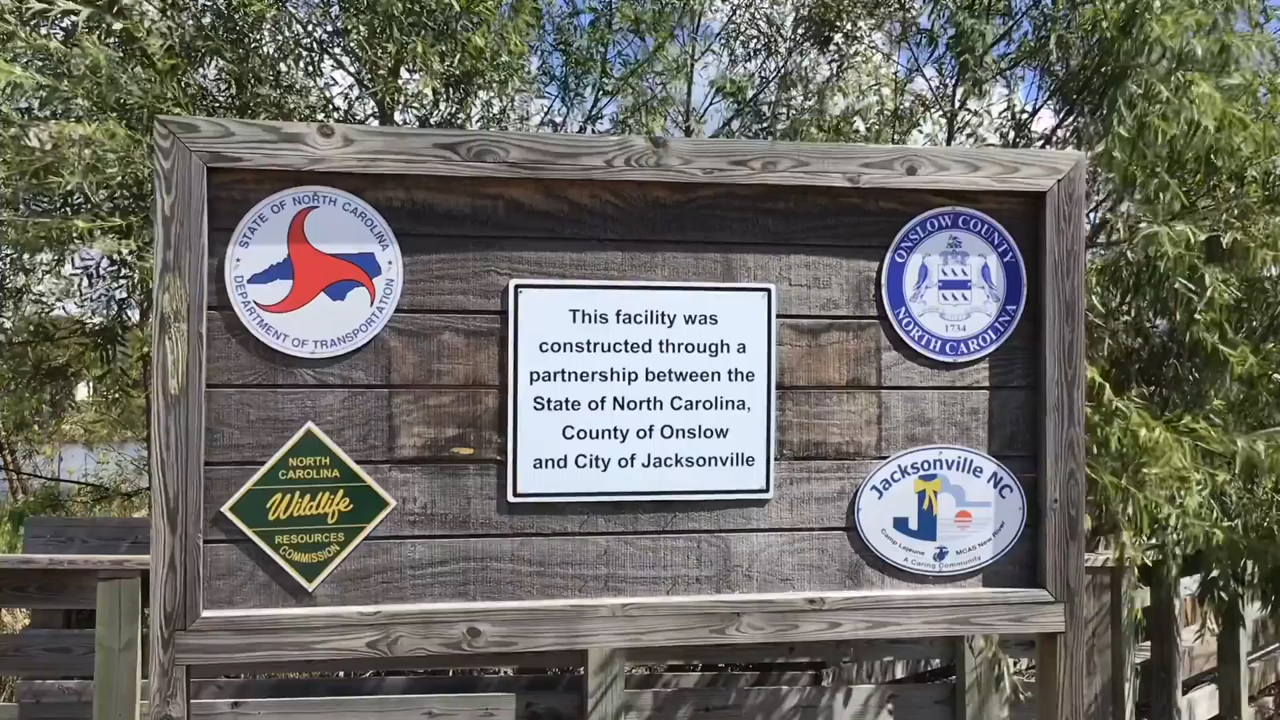 STATE OF NORTH CAROLINA
DEPARTMENT OF TRANSPORTATION
ONSLOW COUNTY
1734
NORTH CAROLINA
This facility was
constructed through a
partnership between the
State of North Carolina,
County of Onslow
and City of Jacksonville
NORTH
CAROLINA
Wildlife
RESOURCES
COMMISSION
Jacksonville NC
Camp Lejeune
MCAS New River
A Caring Community